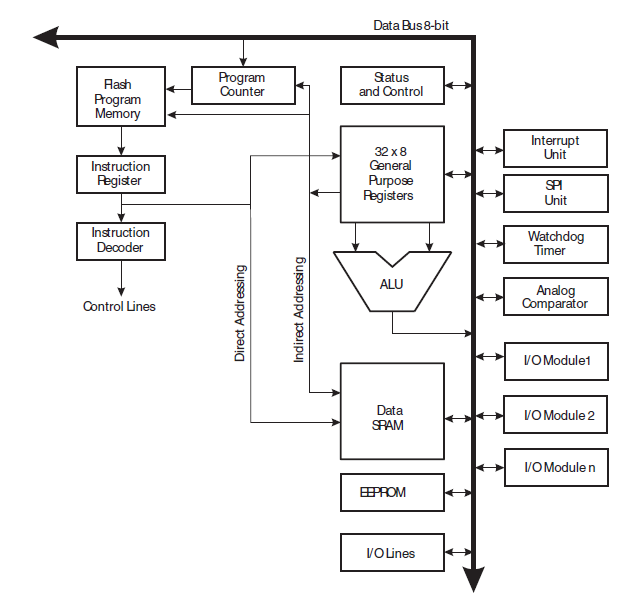 Data Bus 8-bit
Flash
Program
Memory
Program
Counter
Status
and Control
Instruction
Register
32 x 8
General
Purpose
Registers
Interrupt
Unit
SPI
Unit
Instruction
Decoder
Watchdog
Timer
ALU
Analog
Comparator
Control Lines
Direct Addressing
Indirect Addressing
I/O Module1
Data
SRAM
I/O Module 2
I/O Module n
EEPROM
I/O Lines